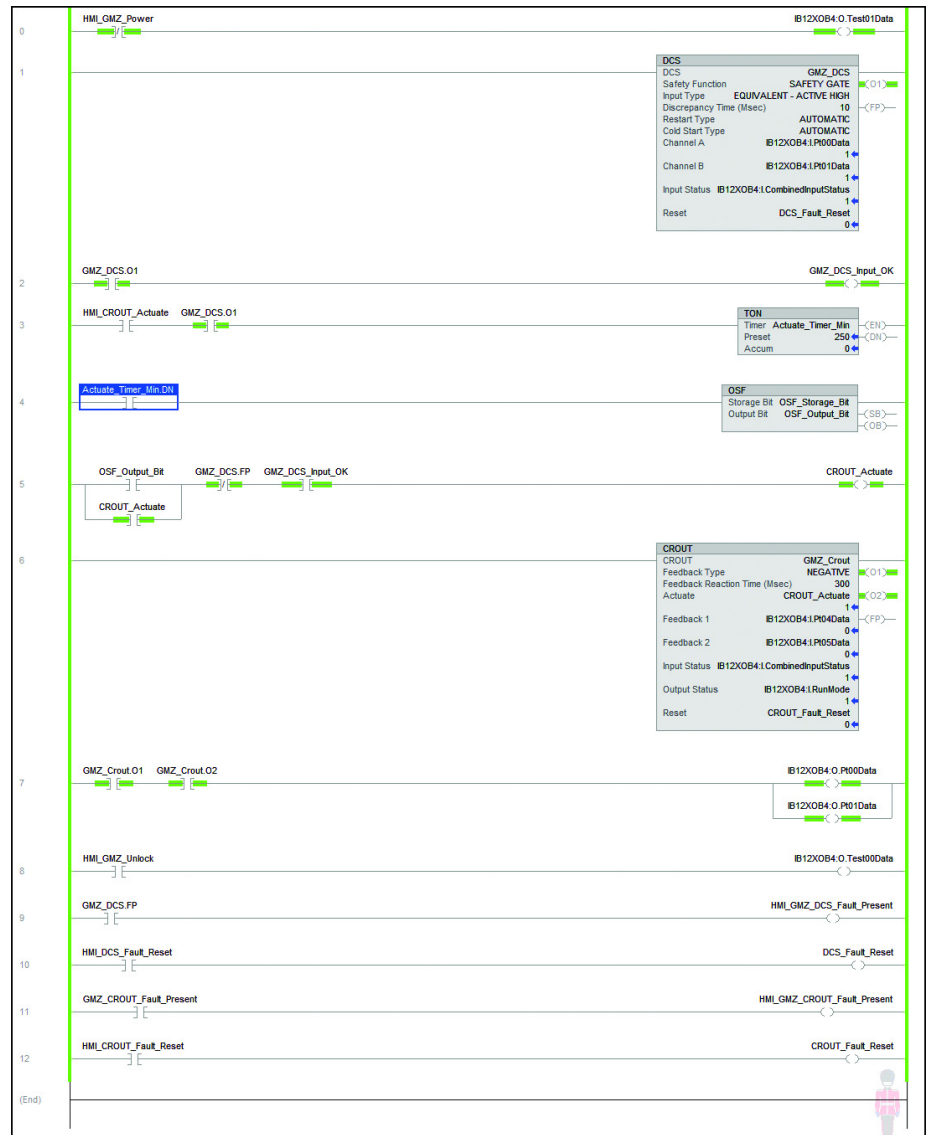 HMI_GMZ_Power IB12XOB4:O.Test01Data
0
DCS
1 DCS GMZ_DCS
Safety Function SAFETY GATE (O1)
Input Type EQUIVALENT - ACTIVE HIGH
Discrepancy Time (Msec) 10 (FP)
Restart Type AUTOMATIC
Cold Start Type AUTOMATIC
Channel A IB12XOB4:I.Pt00Data
1
Channel B IB12XOB4:I.Pt01Data
1
Input Status IB12XOB4:I.CombinedInputStatus
1
Reset DCS_Fault_Reset
0
GMZ_DCS.O1 GMZ_DCS_Input_OK
2
HMI_CROUT_Actuate GMZ_DCS.O1 TON
3 Timer Actuate_Timer_Min (EN)
Preset 250 (DN)
Accum 0
Actuate_Timer_Min.DN OSF
4 Storage Bit OSF_Storage_Bit
Output Bit OSF_Output_Bit (SB)
(OB)
OSF_Output_Bit GMZ_DCS.FP GMZ_DCS_Input_OK CROUT_Actuate
5
CROUT_Actuate
CROUT
6 CROUT GMZ_Crout
Feedback Type NEGATIVE (O1)
Feedback Reaction Time (Msec) 300
Actuate CROUT_Actuate (O2)
1
Feedback 1 IB12XOB4:I.Pt04Data (FP)
0
Feedback 2 IB12XOB4:I.Pt05Data
0
Input Status IB12XOB4:I.CombinedInputStatus
1
Output Status IB12XOB4:I.RunMode
1
Reset CROUT_Fault_Reset
0
GMZ_Crout.O1 GMZ_Crout.O2 IB12XOB4:O.Pt00Data
7
IB12XOB4:O.Pt01Data
HMI_GMZ_Unlock IB12XOB4:O.Test00Data
8
GMZ_DCS.FP HMI_GMZ_DCS_Fault_Present
9
HMI_DCS_Fault_Reset DCS_Fault_Reset
10
GMZ_CROUT_Fault_Present HMI_GMZ_CROUT_Fault_Present
11
HMI_CROUT_Fault_Reset CROUT_Fault_Reset
12
(End)